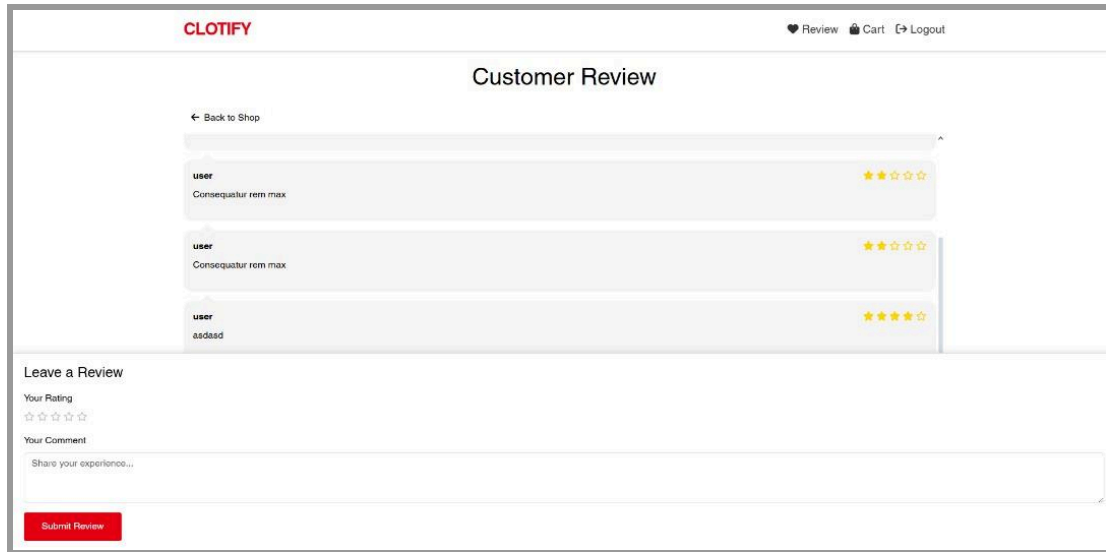 CLOTIFY
Review Cart Logout
Customer Review
Back to Shop
user
Consequatur rem max
user
Consequatur rem max
user
asdasd
Leave a Review
Your Rating
Your Comment
Share your experience...
Submit Review